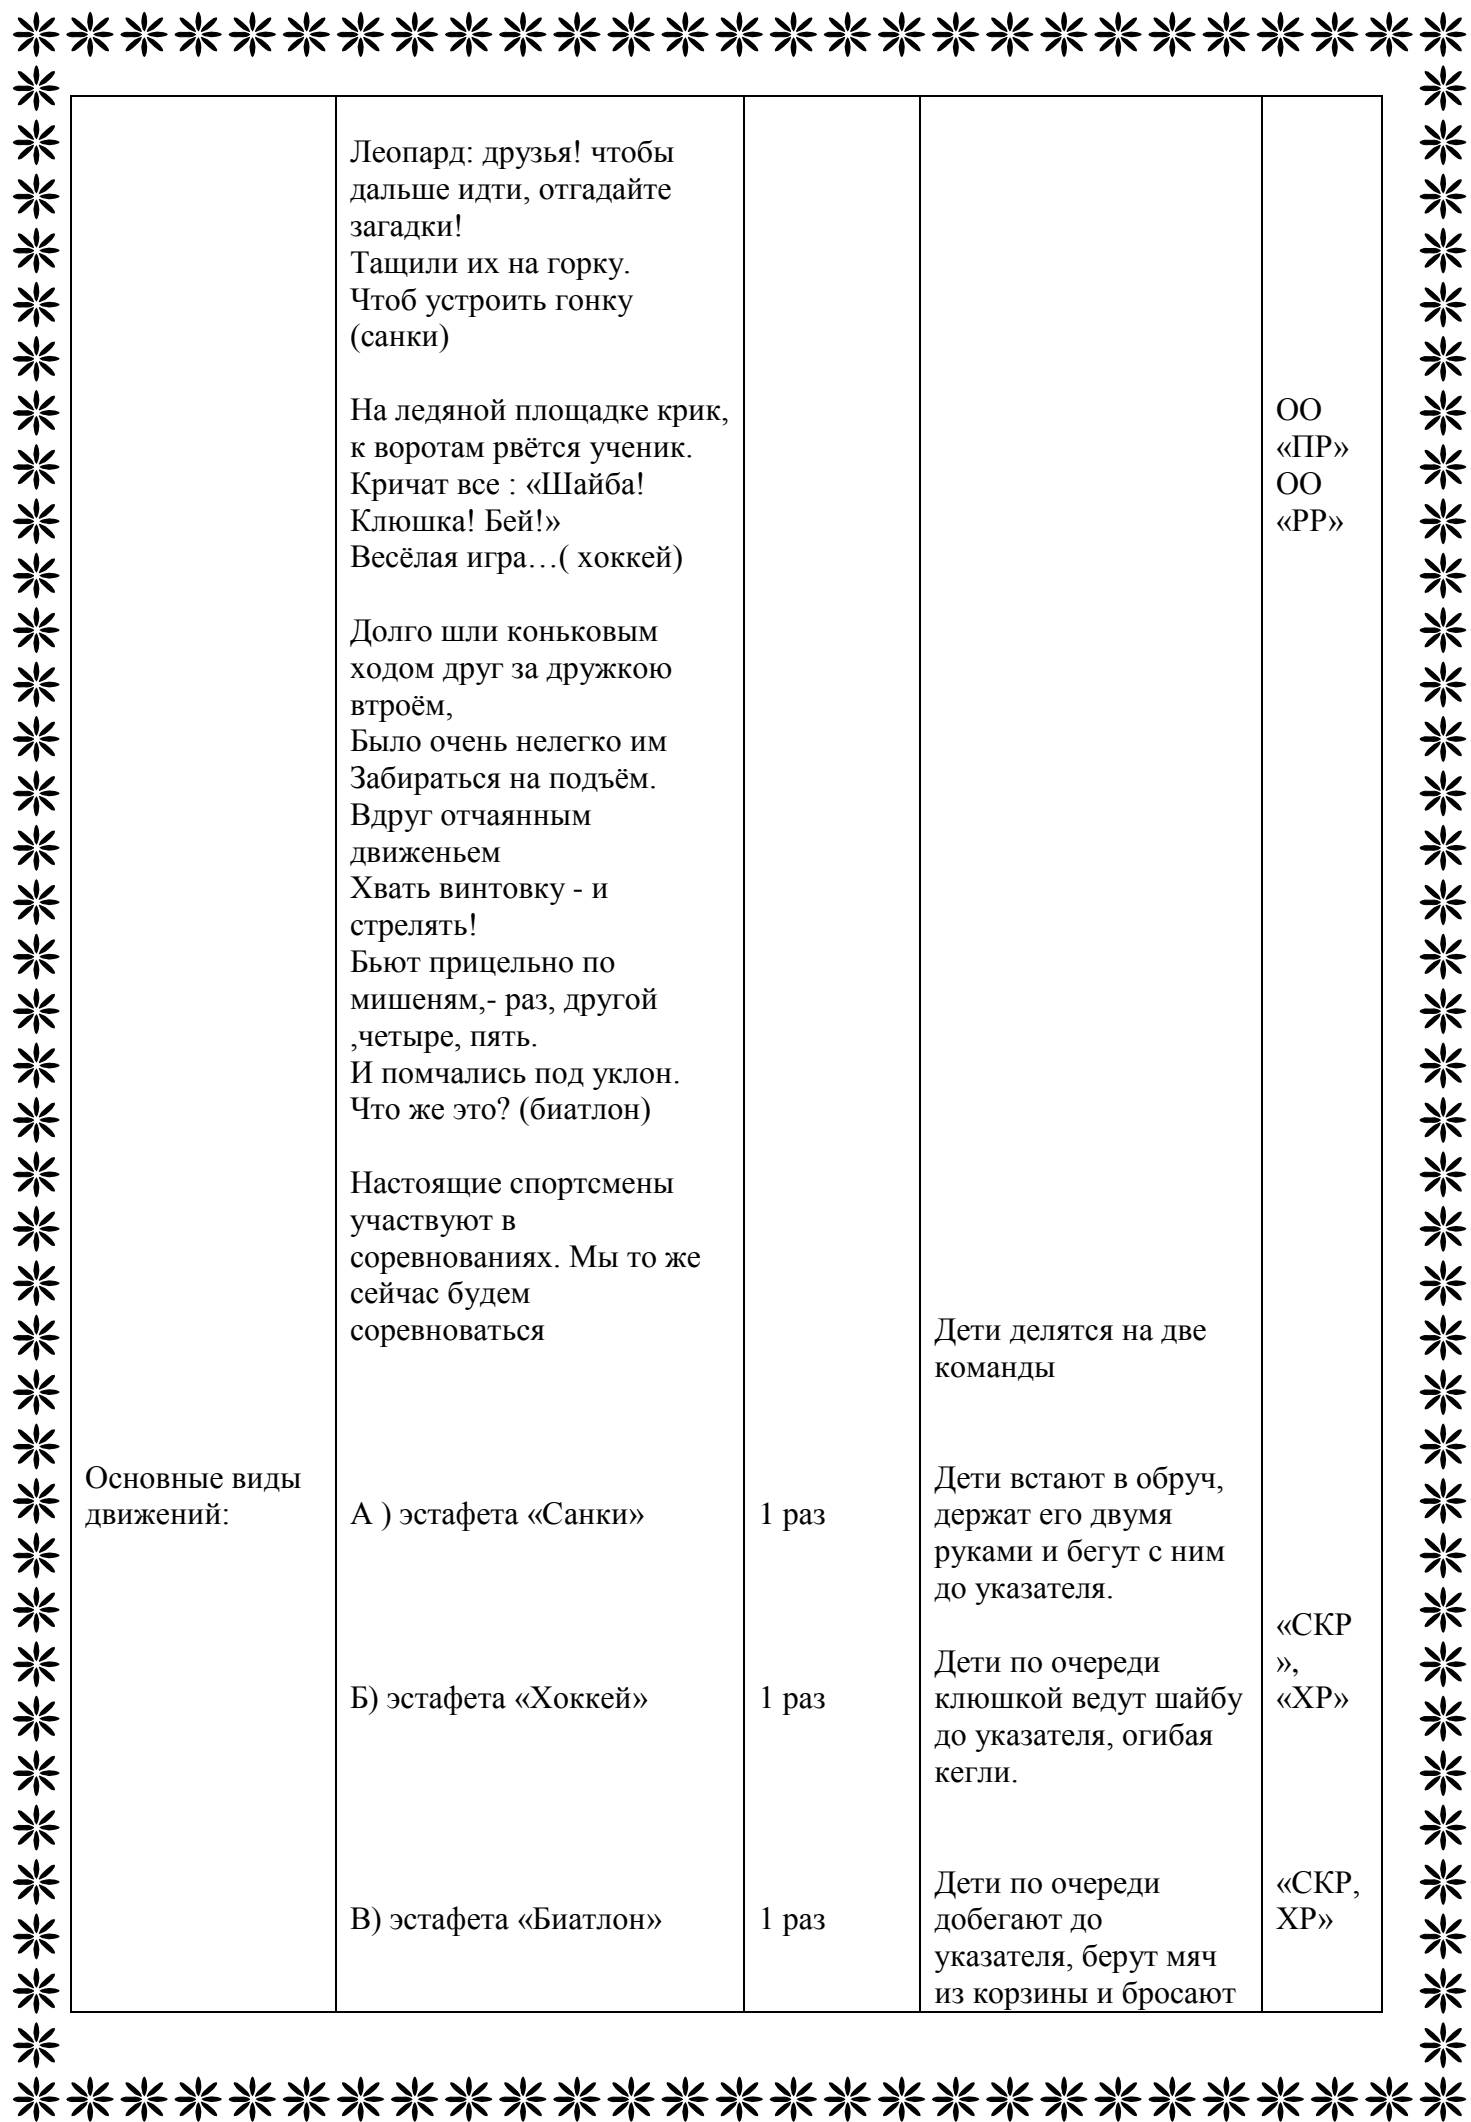 Леопард: друзья! чтобы
дальше идти, отгадайте
загадки!
Тащили их на горку.
Чтоб устроить гонку
(санки)
На ледяной площадке крик,
к воротам рвётся ученик.
Кричат все : «Шайба!
Клюшка! Бей!»
Весёлая игра…( хоккей)
ОО
«ПР»
ОО
«РР»
Долго шли коньковым
ходом друг за дружкою
втроём,
Было очень нелегко им
Забираться на подъём.
Вдруг отчаянным
движеньем
Хвать винтовку - и
стрелять!
Бьют прицельно по
мишеням,- раз, другой
,четыре, пять.
И помчались под уклон.
Что же это? (биатлон)
Настоящие спортсмены
участвуют в
соревнованиях. Мы то же
сейчас будем
соревноваться
Дети делятся на две
команды
Основные виды
движений:
А ) эстафета «Санки»
1 раз
Дети встают в обруч,
держат его двумя
руками и бегут с ним
до указателя.
Б) эстафета «Хоккей»
1 раз
Дети по очереди
клюшкой ведут шайбу
до указателя, огибая
кегли.
«СКР
»,
«ХР»
В) эстафета «Биатлон»
1 раз
Дети по очереди
добегают до
указателя, берут мяч
из корзины и бросают
«СКР,
ХР»